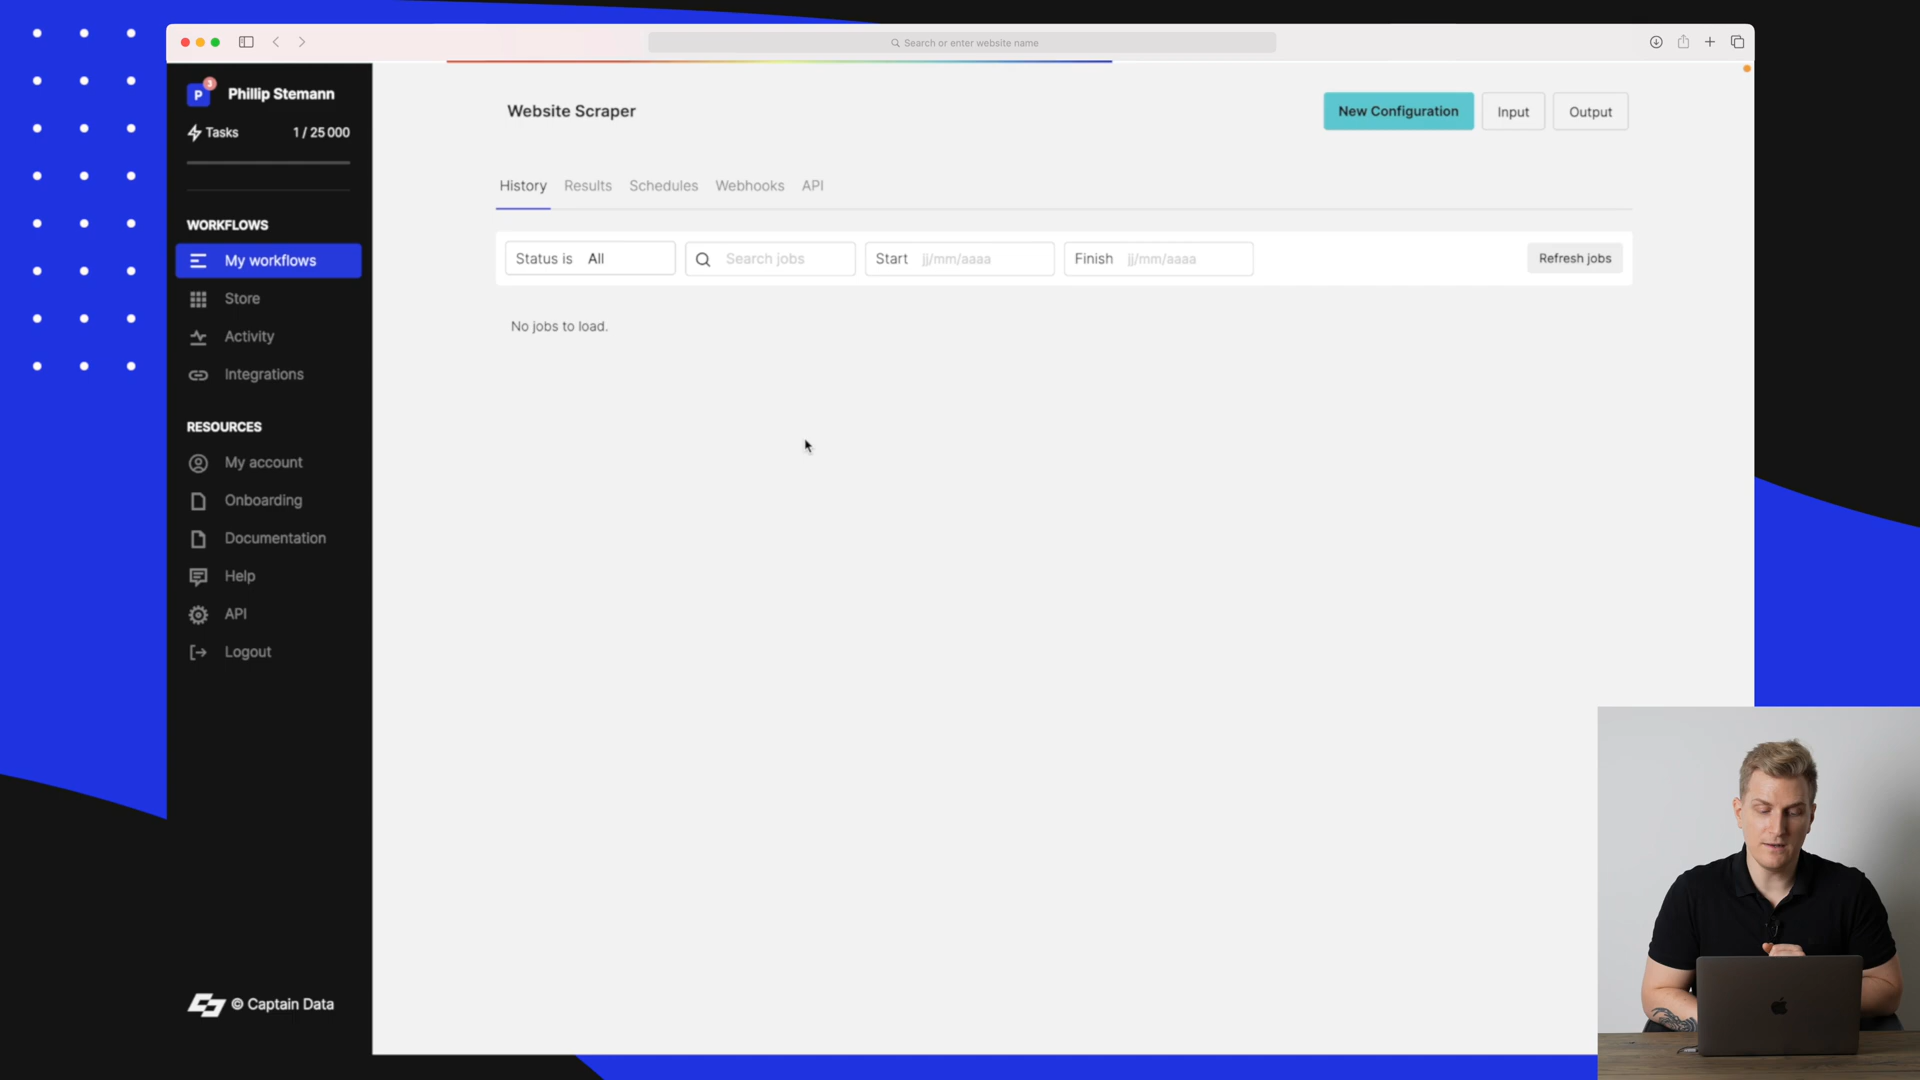 Search or enter website name
P
3
Phillip Stemann
Tasks 1 / 25 000
WORKFLOWS
My workflows
Store
Activity
Integrations
RESOURCES
My account
Onboarding
Documentation
Help
API
Logout
© Captain Data
Website Scraper
New Configuration
Input
Output
History
Results
Schedules
Webhooks
API
Status is All
Search jobs
Start jj/mm/aaaa
Finish jj/mm/aaaa
Refresh jobs
No jobs to load.